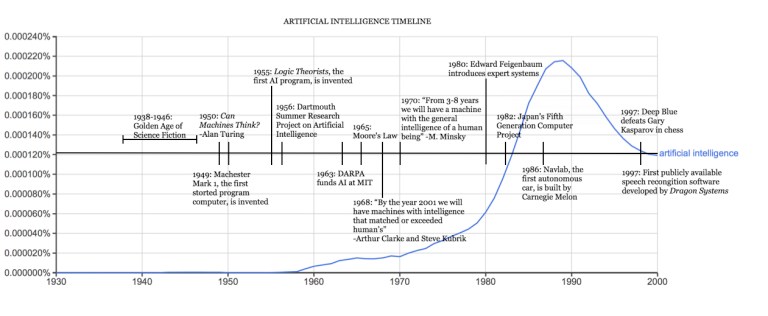 ARTIFICIAL INTELLIGENCE TIMELINE
0.000240%
0.000220%
0.000200%
0.000180%
0.000160%
0.000140%
0.000120%
0.000100%
0.000080%
0.000060%
0.000040%
0.000020%
0.000000%
1938-1946:
Golden Age of
Science Fiction
1950: Can
Machines Think?
-Alan Turing
1955: Logic Theorists, the
first AI program, is invented
1956: Dartmouth
Summer Research
Project on Artificial
Intelligence
1965:
Moore's Law
1970: "From 3-8 years
we will have a machine
with the general
intelligence of a human
being" -M. Minsky
1980: Edward Feigenbaum
introduces expert systems
1982: Japan's Fifth
Generation Computer
Project
1997: Deep Blue
defeats Gary
Kasparov in chess
artificial intelligence
1949: Machester
Mark 1, the first
storted program
computer, is invented
1963: DARPA
funds AI at MIT
1968: "By the year 2001 we will
have machines with intelligence
that matched or exceeded
human's"
-Arthur Clarke and Steve Kubrik
1986: Navlab, the
first autonomous
car, is built by
Carnegie Melon
1997: First publicly available
speech recongition software
developed by Dragon Systems
1930
1940
1950
1960
1970
1980
1990
2000